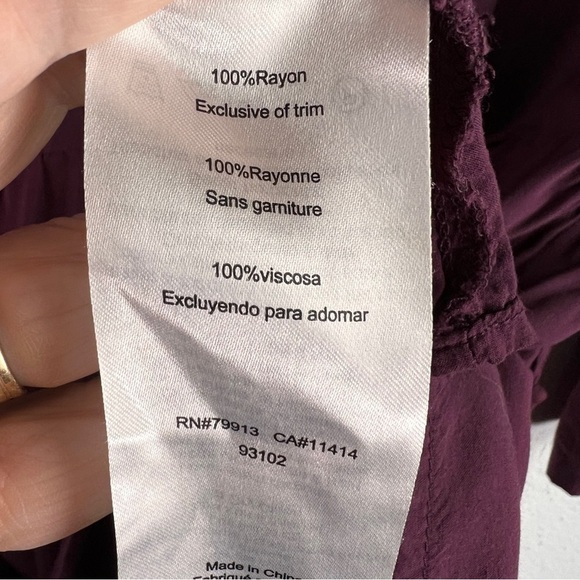 100%Rayon
Exclusive of trim
100%Rayonne
Sans garniture
100%viscosa
Excluyendo para adomar
RN#79913 CA#11414
93102
Made in China
Fabriqué